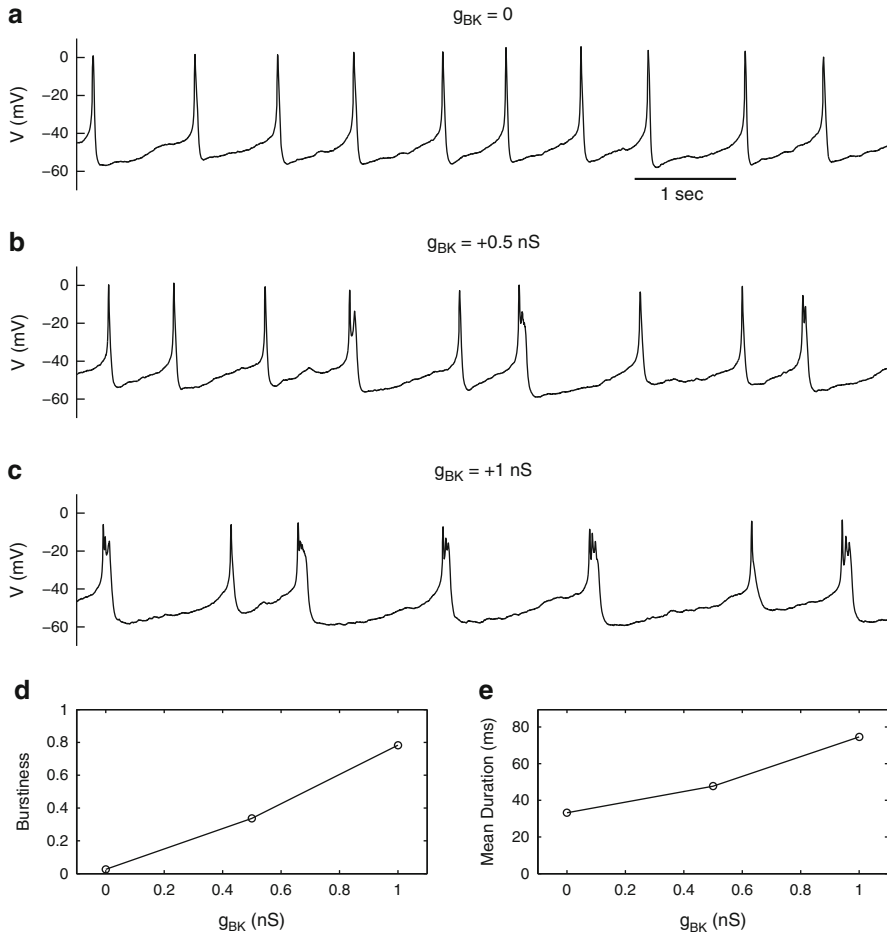 a
g_BK = 0
V (mV)
0
−20
−40
−60
1 sec
b
g_BK = +0.5 nS
V (mV)
0
−20
−40
−60
c
g_BK = +1 nS
V (mV)
0
−20
−40
−60
d
Burstiness
1
0.8
0.6
0.4
0.2
0
0 0.2 0.4 0.6 0.8 1
g_BK (nS)
e
Mean Duration (ms)
80
60
40
20
0
0 0.2 0.4 0.6 0.8 1
g_BK (nS)